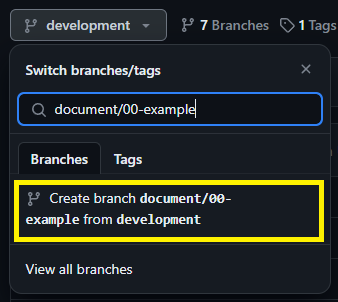 development
7 Branches
1 Tags
Switch branches/tags
document/00-example
Branches
Tags
Create branch document/00-
example from development
View all branches